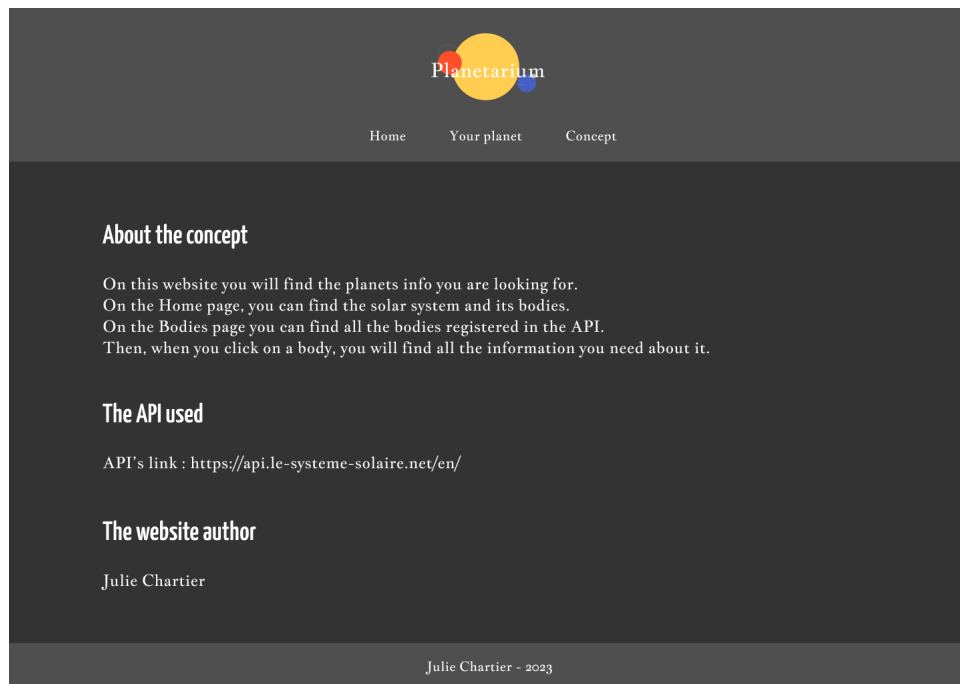 Planetarium
Home Your planet Concept
About the concept
On this website you will find the planets info you are looking for.
On the Home page, you can find the solar system and its bodies.
On the Bodies page you can find all the bodies registered in the API.
Then, when you click on a body, you will find all the information you need about it.
The API used
API's link : https://api.le-systeme-solaire.net/en/
The website author
Julie Chartier
Julie Chartier - 2023